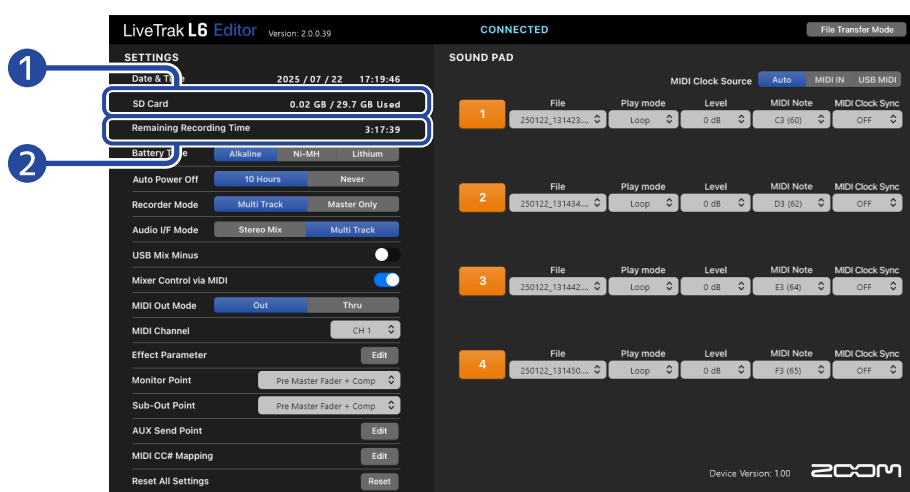 LiveTrak L6 Editor Version: 2.0.0.39 CONNECTED File Transfer Mode
SETTINGS
1
Date & Time 2025 / 07 / 22 17:19:46
SD Card 0.02 GB / 29.7 GB Used
Remaining Recording Time 3:17:39
2
Battery Type Alkaline Ni-MH Lithium
Auto Power Off 10 Hours Never
Recorder Mode Multi Track Master Only
Audio I/F Mode Stereo Mix Multi Track
USB Mix Minus
Mixer Control via MIDI
MIDI Out Mode Out Thru
MIDI Channel CH 1
Effect Parameter Edit
Monitor Point Pre Master Fader + Comp
Sub-Out Point Pre Master Fader + Comp
AUX Send Point Edit
MIDI CC# Mapping Edit
Reset All Settings Reset
SOUND PAD
MIDI Clock Source Auto MIDI IN USB MIDI
File Play mode Level MIDI Note MIDI Clock Sync
1 250122_131423.... Loop 0 dB C3 (60) OFF
File Play mode Level MIDI Note MIDI Clock Sync
2 250122_131434.... Loop 0 dB D3 (62) OFF
File Play mode Level MIDI Note MIDI Clock Sync
3 250122_131442.... Loop 0 dB E3 (64) OFF
File Play mode Level MIDI Note MIDI Clock Sync
4 250122_131450.... Loop 0 dB F3 (65) OFF
Device Version: 1.00 ZOOM